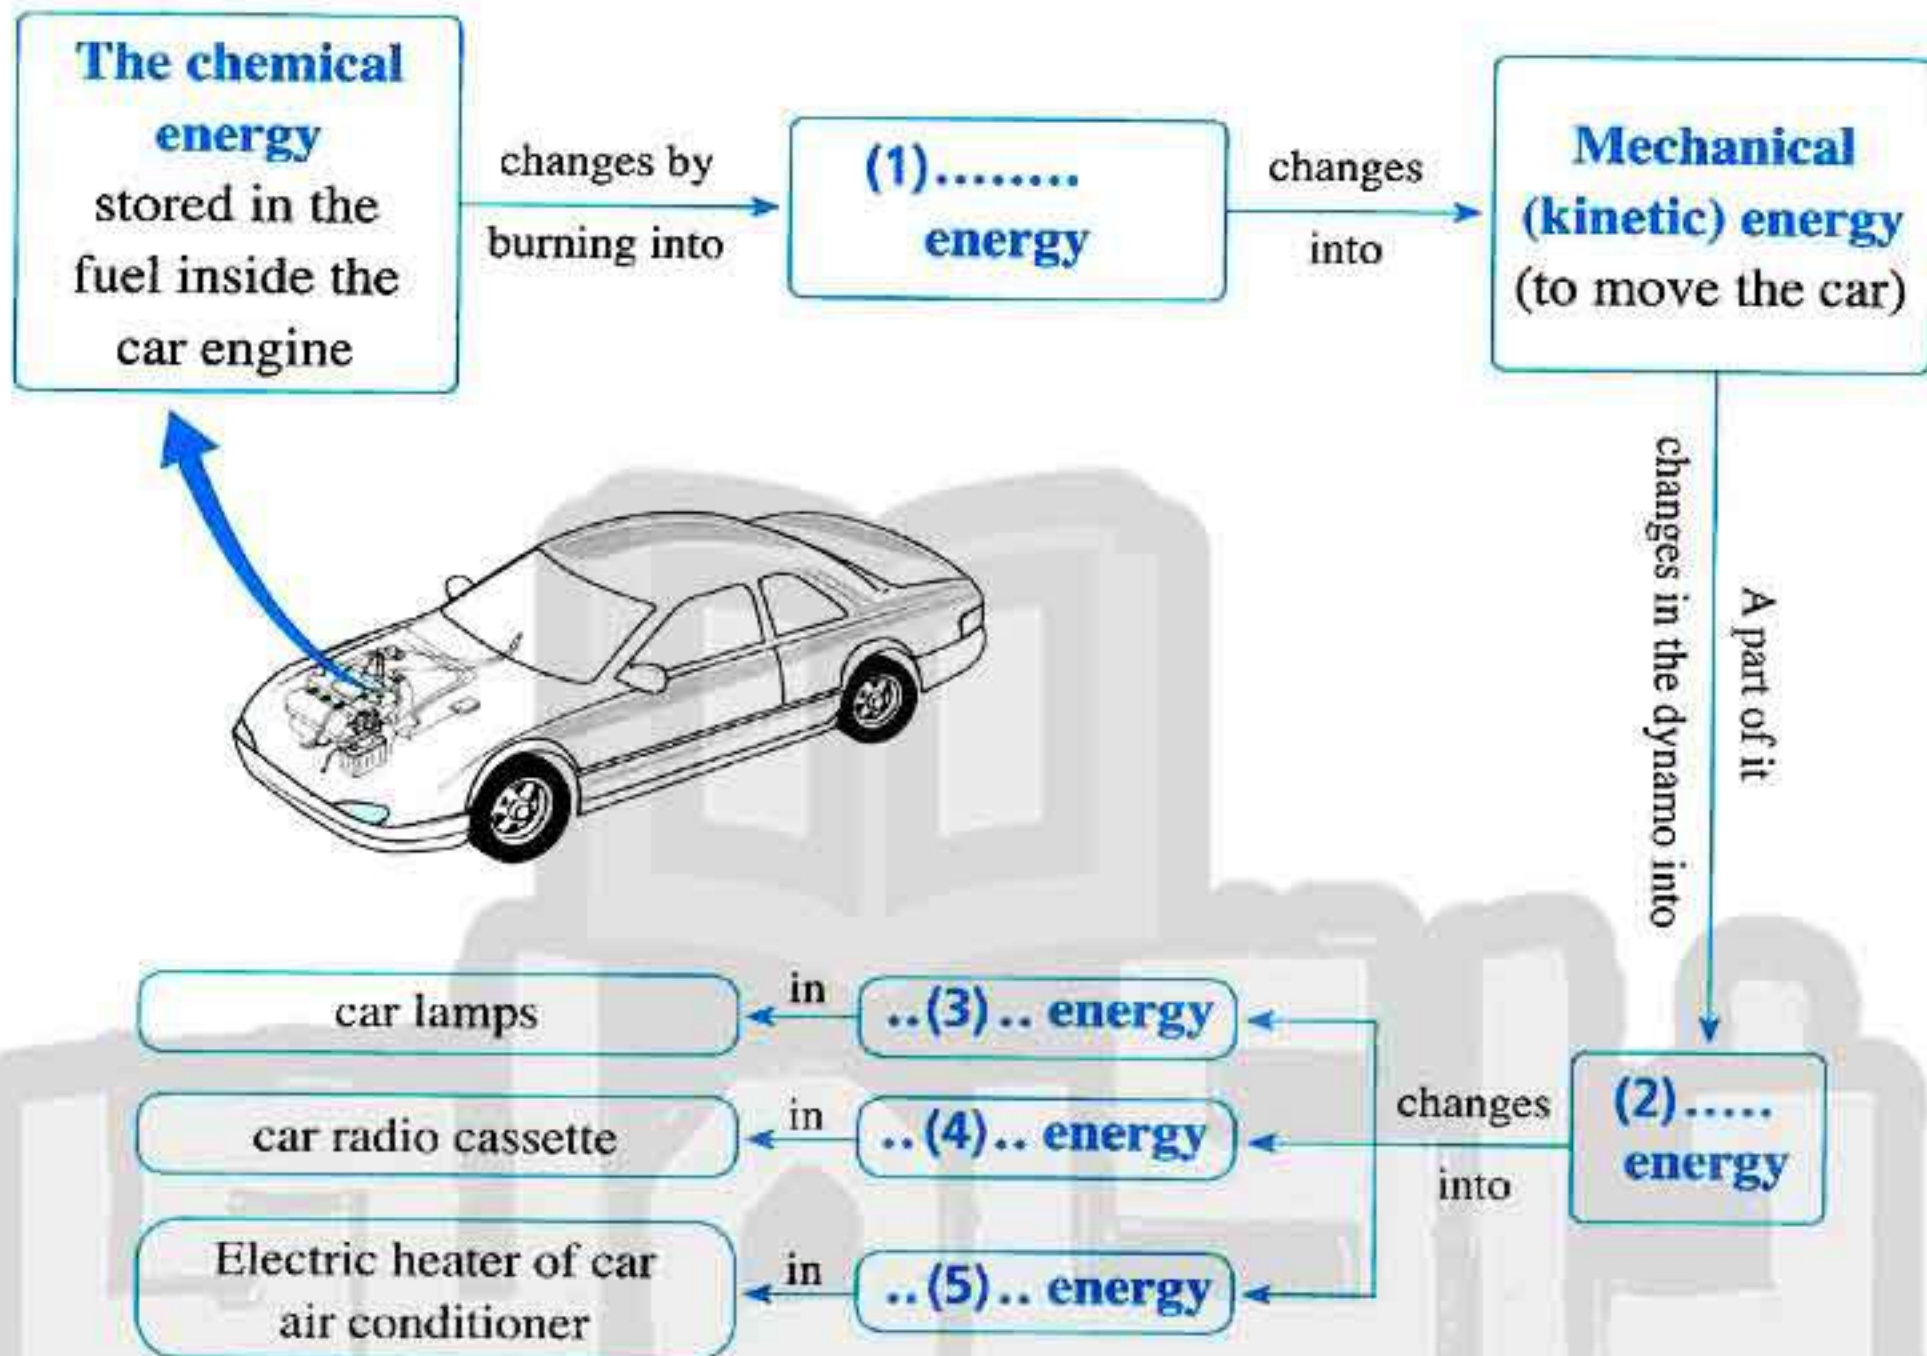 The chemical
energy
stored in the
fuel inside the
car engine
changes by
burning into
(1)........
energy
changes
into
Mechanical
(kinetic) energy
(to move the car)
A part of it
changes in the dynamo into
(2).....
energy
changes
into
..(3).. energy
in
car lamps
..(4).. energy
in
car radio cassette
..(5).. energy
in
Electric heater of car
air conditioner